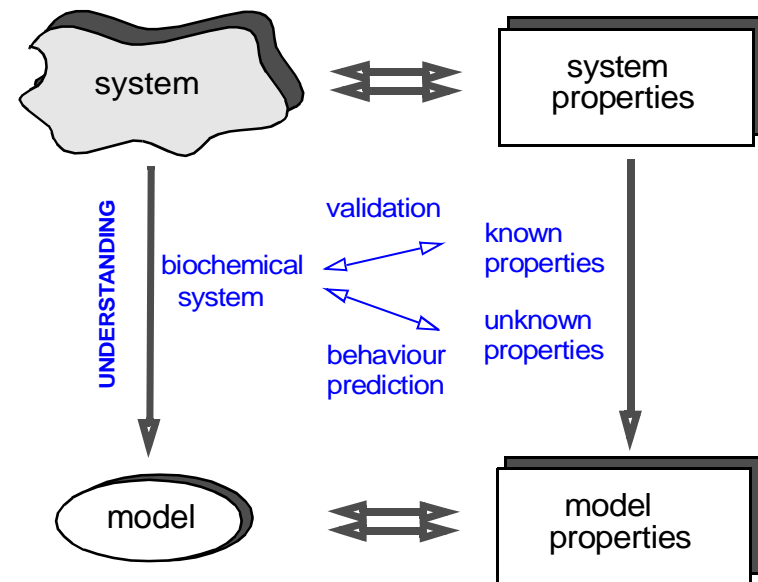 system
system
properties
UNDERSTANDING
validation
biochemical
system
known
properties
unknown
properties
behaviour
prediction
model
model
properties